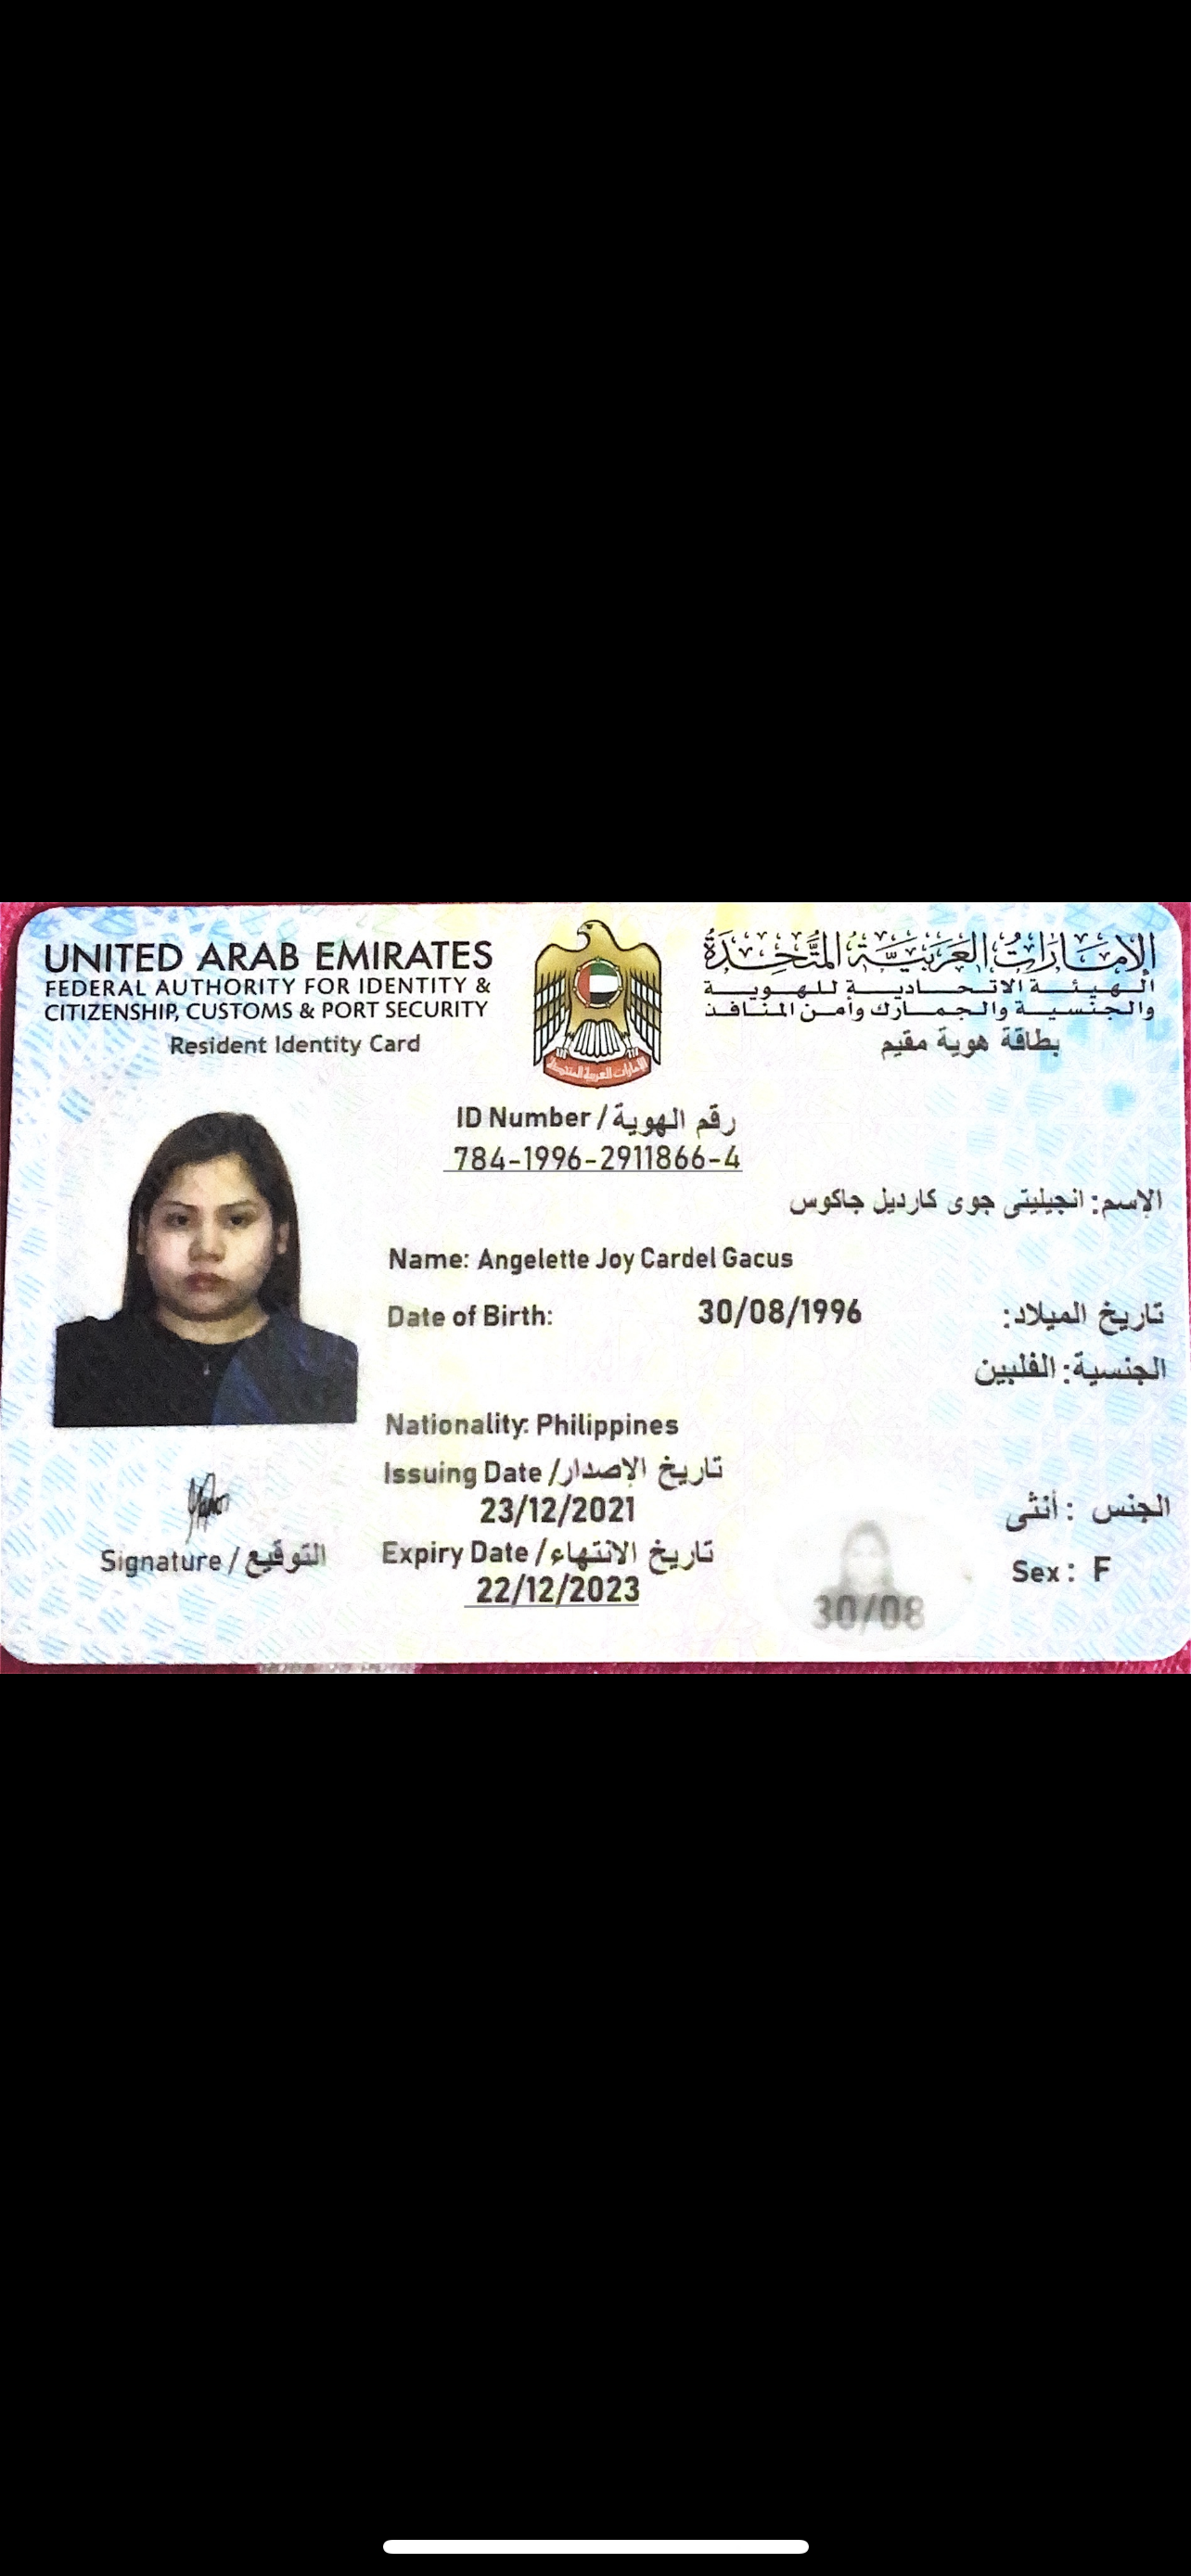 UNITED ARAB EMIRATES
FEDERAL AUTHORITY FOR IDENTITY &
CITIZENSHIP, CUSTOMS & PORT SECURITY
Resident Identity Card
الإمارات العربية المتحدة
الهيئة الاتحادية للهوية
والجنسية والجمارك وأمن المنافذ
بطاقة هوية مقيم
الإمارات العربية المتحدة
ID Number / رقم الهوية
784-1996-2911866-4
الإسم: انجيليتى جوى كارديل جاكوس
Name: Angelette Joy Cardel Gacus
Date of Birth: 30/08/1996 تاريخ الميلاد:
الجنسية: الفلبين
Nationality: Philippines
Issuing Date / تاريخ الإصدار
23/12/2021
الجنس : أنثى
Expiry Date / تاريخ الانتهاء
22/12/2023
Sex: F
Signature / التوقيع
30/08